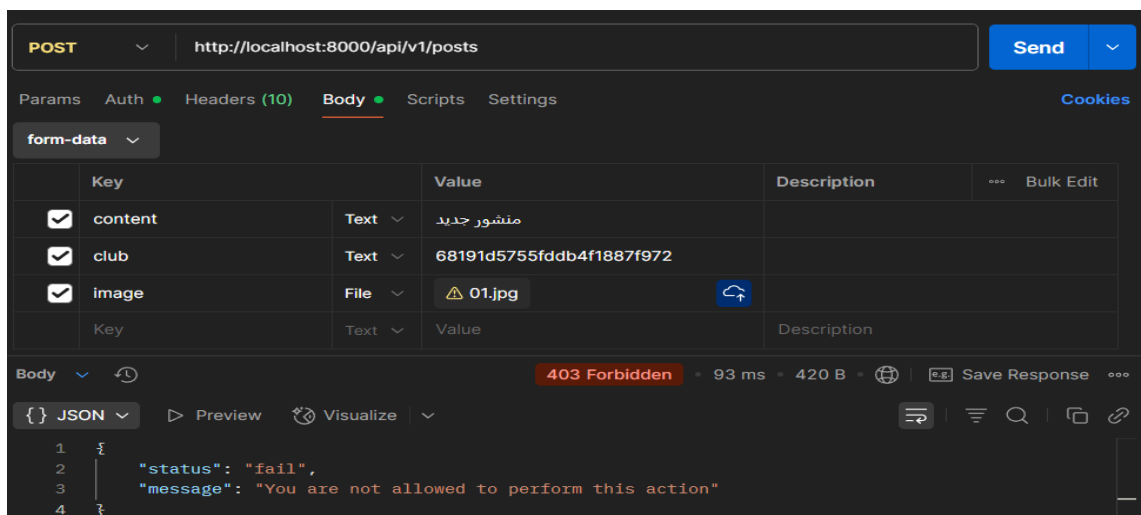 POST http://localhost:8000/api/v1/posts Send
Params Auth Headers (10) Body Scripts Settings Cookies
form-data
Key Value Description Bulk Edit
content Text منشور جديد
club Text 68191d5755fddb4f1887f972
image File 01.jpg
Key Text Value Description
Body 403 Forbidden 93 ms 420 B e.g. Save Response
{} JSON Preview Visualize
1 {
2 "status": "fail",
3 "message": "You are not allowed to perform this action"
4 }